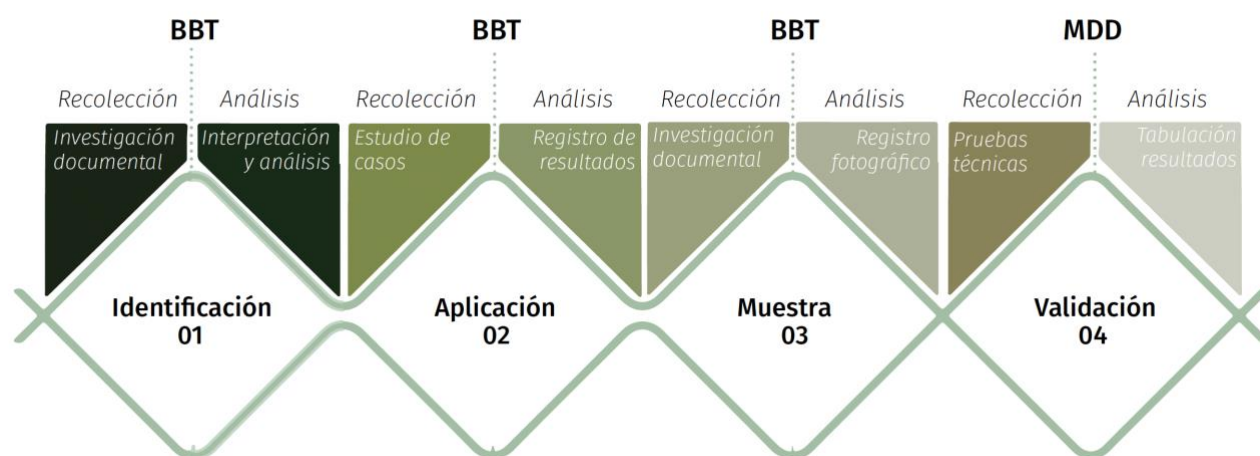 BBT
BBT
BBT
MDD
Recolección
Análisis
Recolección
Análisis
Recolección
Análisis
Recolección
Análisis
Investigación
documental
Interpretación
y análisis
Estudio de
casos
Registro de
resultados
Investigación
documental
Registro
fotográfico
Pruebas
técnicas
Tabulación
resultados
Identificación
01
Aplicación
02
Muestra
03
Validación
04